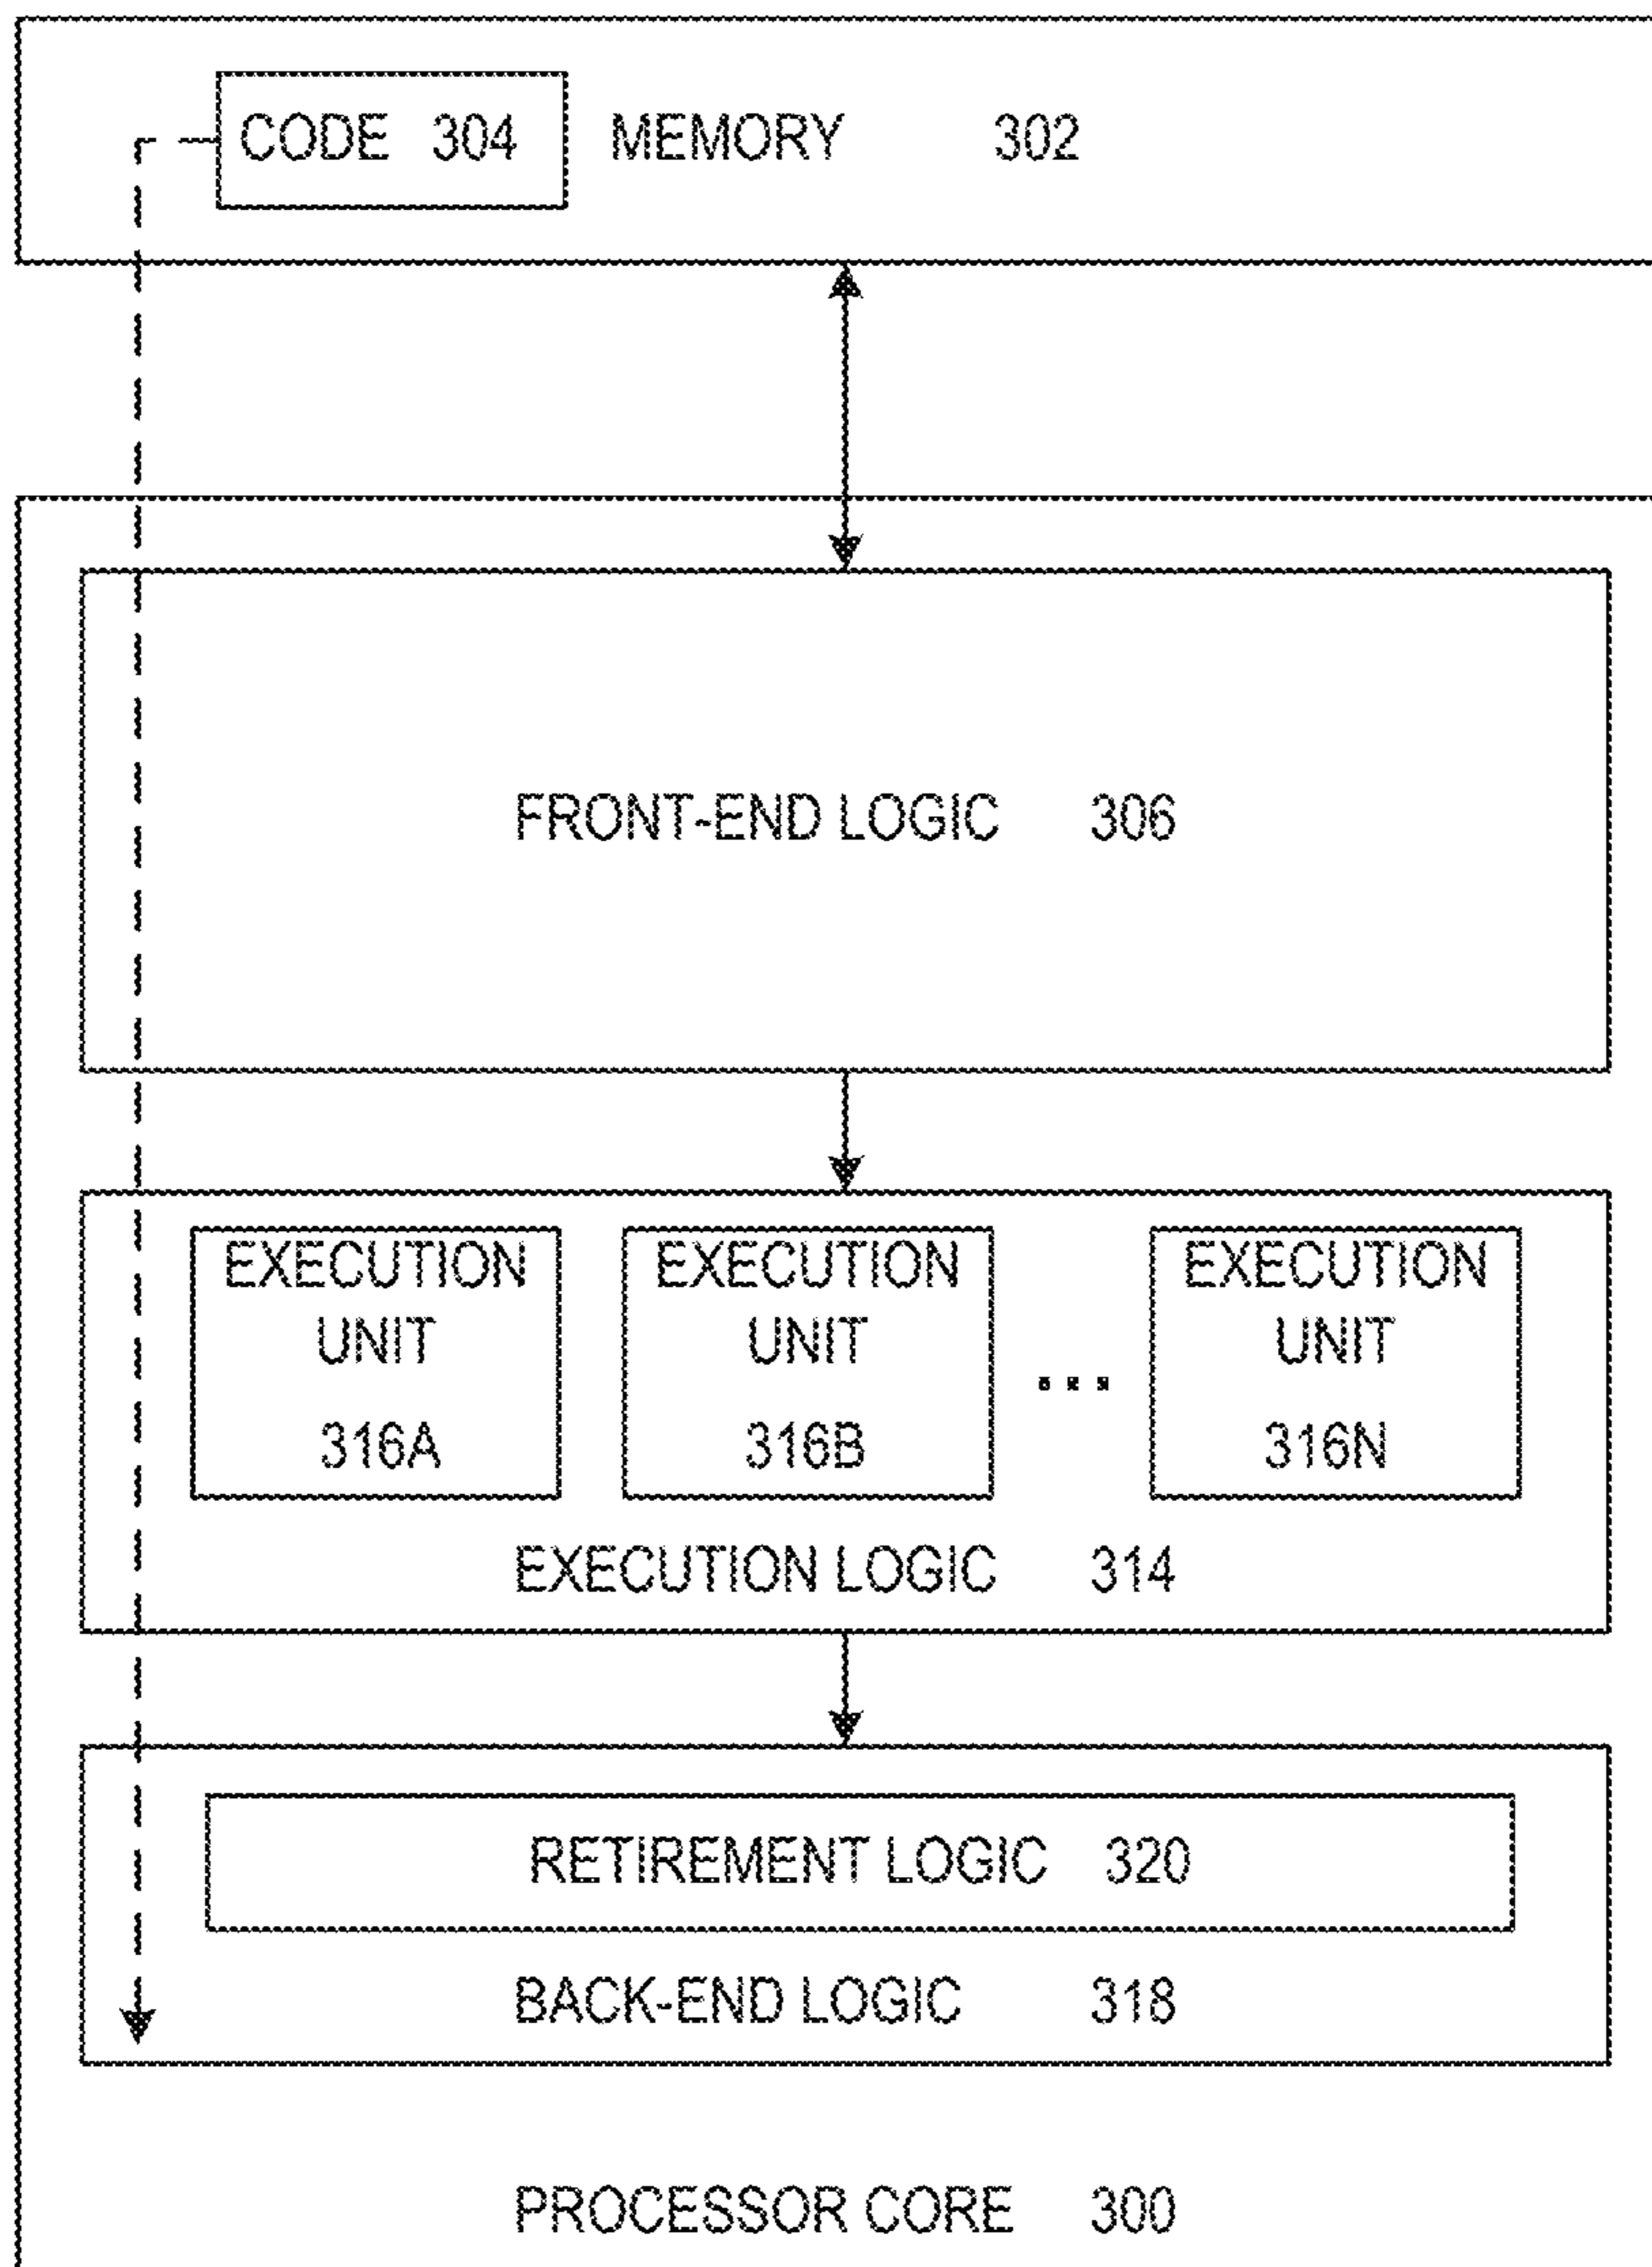 CODE 304 MEMORY 302
FRONT-END LOGIC 306
EXECUTION UNIT 316A
EXECUTION UNIT 316B
...
EXECUTION UNIT 316N
EXECUTION LOGIC 314
RETIREMENT LOGIC 320
BACK-END LOGIC 318
PROCESSOR CORE 300